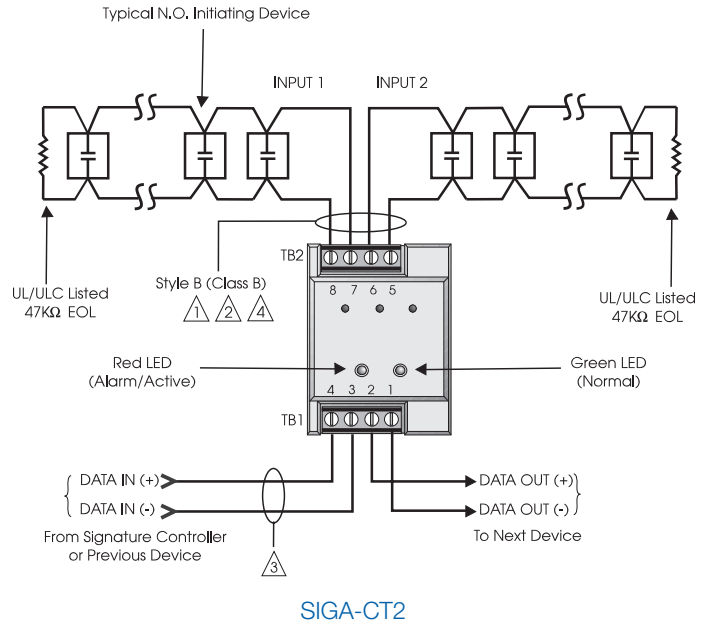 Typical N.O. Initiating Device
INPUT 1
INPUT 2
TB2
8 7 6 5
Style B (Class B)
1 2 4
UL/ULC Listed
47KΩ EOL
UL/ULC Listed
47KΩ EOL
Red LED
(Alarm/Active)
Green LED
(Normal)
4 3 2 1
TB1
DATA IN (+)
DATA OUT (+)
DATA IN (-)
DATA OUT (-)
From Signature Controller
or Previous Device
To Next Device
3
SIGA-CT2